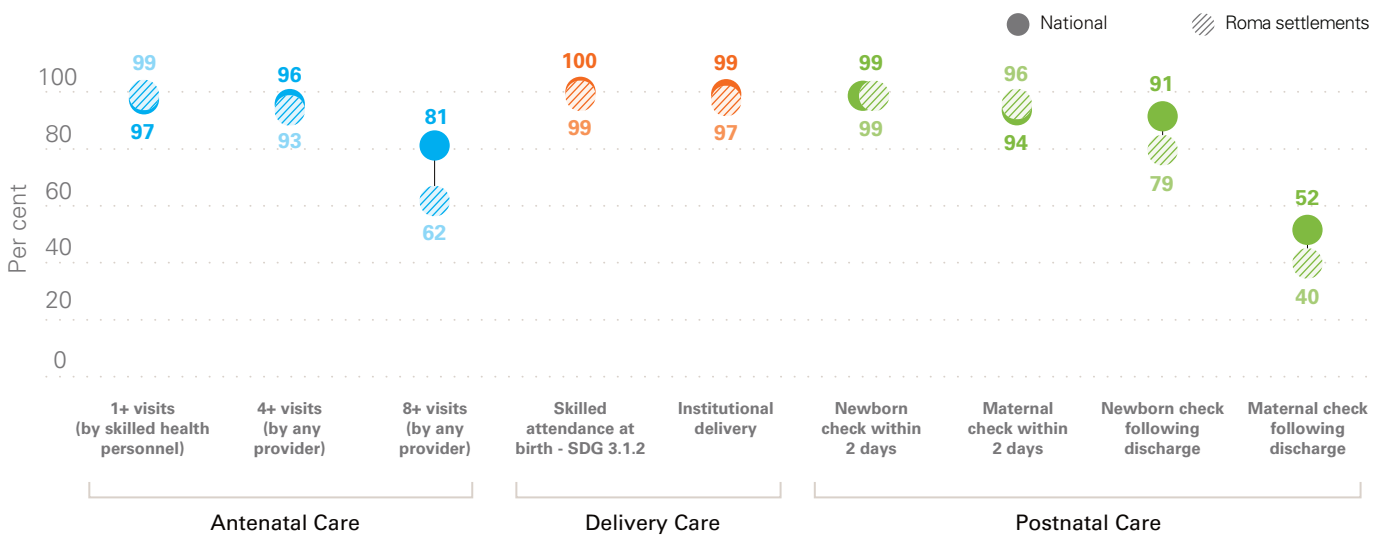 National
Roma settlements
Per cent
100
80
60
40
20
0
99
97
96
93
81
62
100
99
99
97
99
99
96
94
91
79
52
40
1+ visits
(by skilled health
personnel)
4+ visits
(by any
provider)
8+ visits
(by any
provider)
Skilled
attendance at
birth - SDG 3.1.2
Institutional
delivery
Newborn
check within
2 days
Maternal
check within
2 days
Newborn check
following
discharge
Maternal check
following
discharge
Antenatal Care
Delivery Care
Postnatal Care